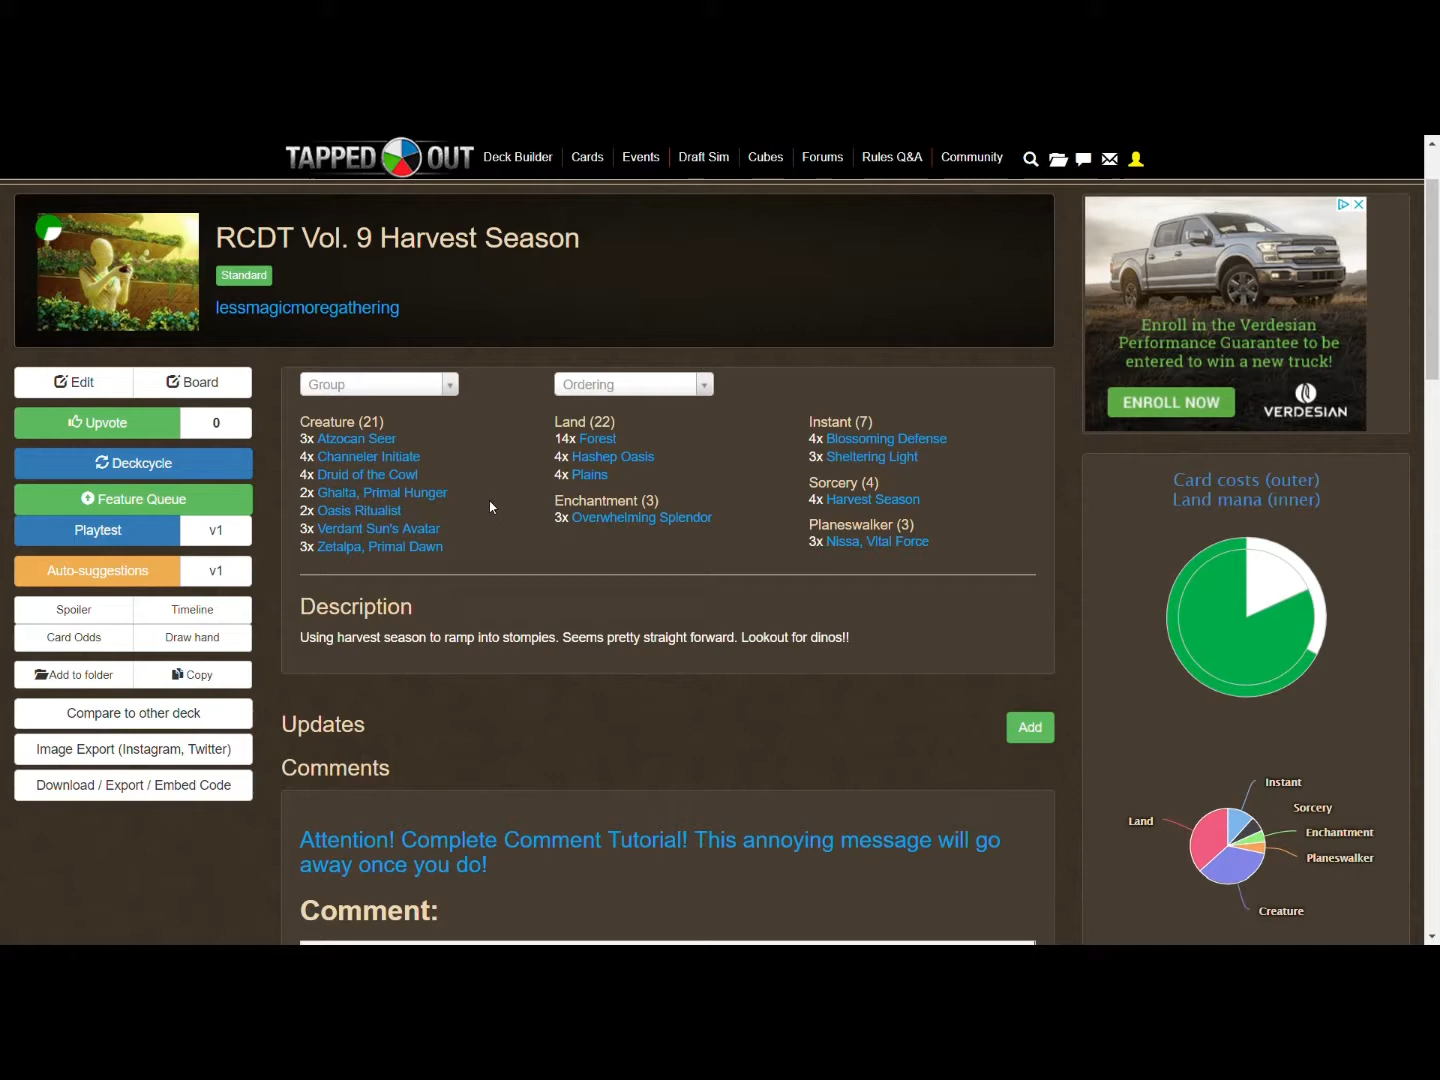 TAPPED OUT
Deck Builder
Cards
Events
Draft Sim
Cubes
Forums
Rules Q&A
Community
RCDT Vol. 9 Harvest Season
Standard
lessmagicmoregathering
Edit
Board
Upvote
0
Deckcycle
Feature Queue
Playtest
v1
Auto-suggestions
v1
Spoiler
Timeline
Card Odds
Draw hand
Add to folder
Copy
Compare to other deck
Image Export (Instagram, Twitter)
Download / Export / Embed Code
Group
Ordering
Creature (21)
3x Atzocan Seer
4x Channeler Initiate
4x Druid of the Cowl
2x Ghalta, Primal Hunger
2x Oasis Ritualist
3x Verdant Sun's Avatar
3x Zetalpa, Primal Dawn
Land (22)
14x Forest
4x Hashep Oasis
4x Plains
Enchantment (3)
3x Overwhelming Splendor
Instant (7)
4x Blossoming Defense
3x Sheltering Light
Sorcery (4)
4x Harvest Season
Planeswalker (3)
3x Nissa, Vital Force
Description
Using harvest season to ramp into stompies. Seems pretty straight forward. Lookout for dinos!!
Updates
Add
Comments
Attention! Complete Comment Tutorial! This annoying message will go
away once you do!
Comment:
Enroll in the Verdesian
Performance Guarantee to be
entered to win a new truck!
ENROLL NOW
VERDESIAN
Card costs (outer)
Land mana (inner)
Instant
Sorcery
Land
Enchantment
Planeswalker
Creature